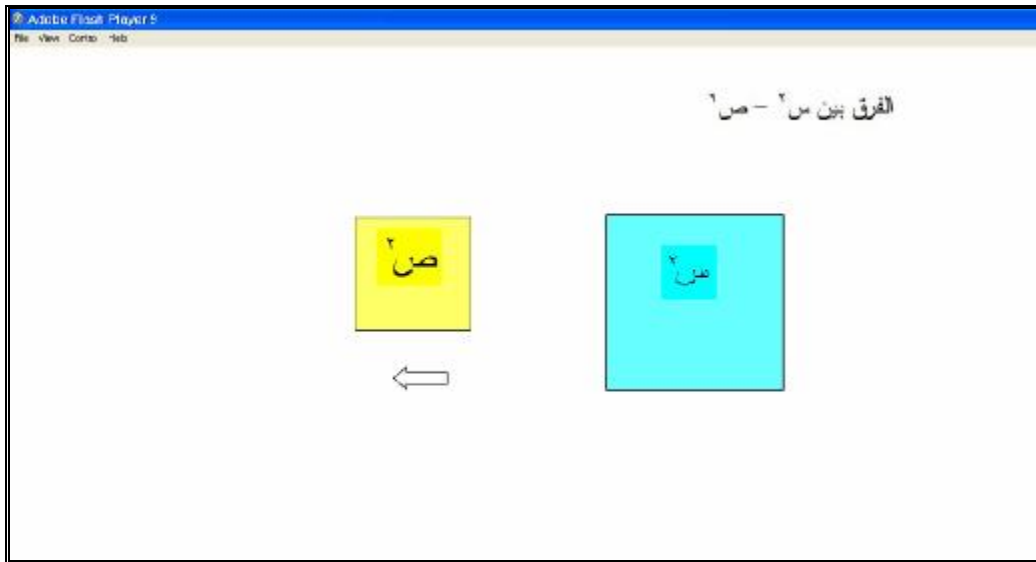 Adobe Flash Player 9
File View Control Help
الفرق بين س٢ – ص٢
س٢
ص٢